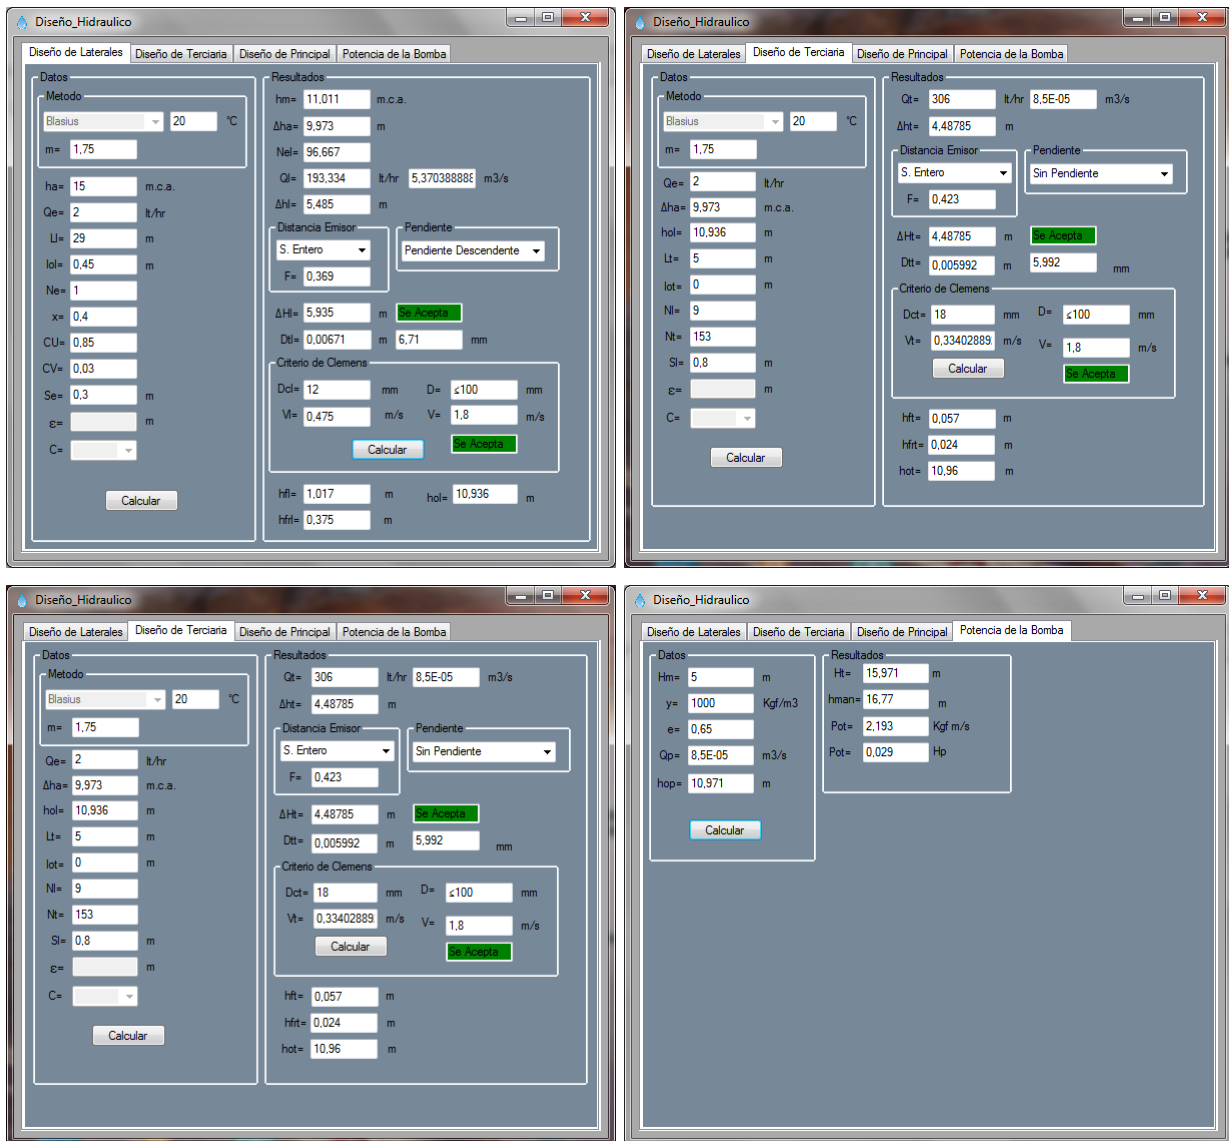 Diseño_Hidraulico
Diseño de Laterales Diseño de Terciaria Diseño de Principal Potencia de la Bomba
Datos
Metodo
Blasius 20 °C
m= 1,75
ha= 15 m.c.a.
Qe= 2 lt/hr
Ll= 29 m
lol= 0,45 m
Ne= 1
x= 0,4
CU= 0,85
CV= 0,03
Se= 0,3 m
ε= m
C=
Calcular
Resultados
hm= 11,011 m.c.a.
Δha= 9,973 m
Nel= 96,667
Ql= 193,334 lt/hr 5,370388888 m3/s
Δhl= 5,485 m
Distancia Emisor
S. Entero
F= 0,369
Pendiente
Pendiente Descendente
ΔHl= 5,935 m Se Acepta
Dtl= 0,00671 m 6,71 mm
Criterio de Clemens
Dcl= 12 mm D= ≤100 mm
Vl= 0,475 m/s V= 1,8 m/s
Calcular Se Acepta
hfl= 1,017 m hol= 10,936 m
hfrl= 0,375 m
Diseño_Hidraulico
Diseño de Laterales Diseño de Terciaria Diseño de Principal Potencia de la Bomba
Datos
Metodo
Blasius 20 °C
m= 1,75
Qe= 2 lt/hr
Δha= 9,973 m.c.a.
hol= 10,936 m
Lt= 5 m
lot= 0 m
Nl= 9
Nt= 153
Sl= 0,8 m
ε= m
C=
Calcular
Resultados
Qt= 306 lt/hr 8,5E-05 m3/s
Δht= 4,48785 m
Distancia Emisor
S. Entero
F= 0,423
Pendiente
Sin Pendiente
ΔHt= 4,48785 m Se Acepta
Dtt= 0,005992 m 5,992 mm
Criterio de Clemens
Dct= 18 mm D= ≤100 mm
Vt= 0,33402889 m/s V= 1,8 m/s
Calcular Se Acepta
hft= 0,057 m
hfrt= 0,024 m
hot= 10,96 m
Diseño_Hidraulico
Diseño de Laterales Diseño de Terciaria Diseño de Principal Potencia de la Bomba
Datos
Metodo
Blasius 20 °C
m= 1,75
Qe= 2 lt/hr
Δha= 9,973 m.c.a.
hol= 10,936 m
Lt= 5 m
lot= 0 m
Nl= 9
Nt= 153
Sl= 0,8 m
ε= m
C=
Calcular
Resultados
Qt= 306 lt/hr 8,5E-05 m3/s
Δht= 4,48785 m
Distancia Emisor
S. Entero
F= 0,423
Pendiente
Sin Pendiente
ΔHt= 4,48785 m Se Acepta
Dtt= 0,005992 m 5,992 mm
Criterio de Clemens
Dct= 18 mm D= ≤100 mm
Vt= 0,33402889 m/s V= 1,8 m/s
Calcular Se Acepta
hft= 0,057 m
hfrt= 0,024 m
hot= 10,96 m
Diseño_Hidraulico
Diseño de Laterales Diseño de Terciaria Diseño de Principal Potencia de la Bomba
Datos
Hm= 5 m
y= 1000 Kgf/m3
e= 0,65
Qp= 8,5E-05 m3/s
hop= 10,971 m
Calcular
Resultados
Ht= 15,971 m
hman= 16,77 m
Pot= 2,193 Kgf m/s
Pot= 0,029 Hp